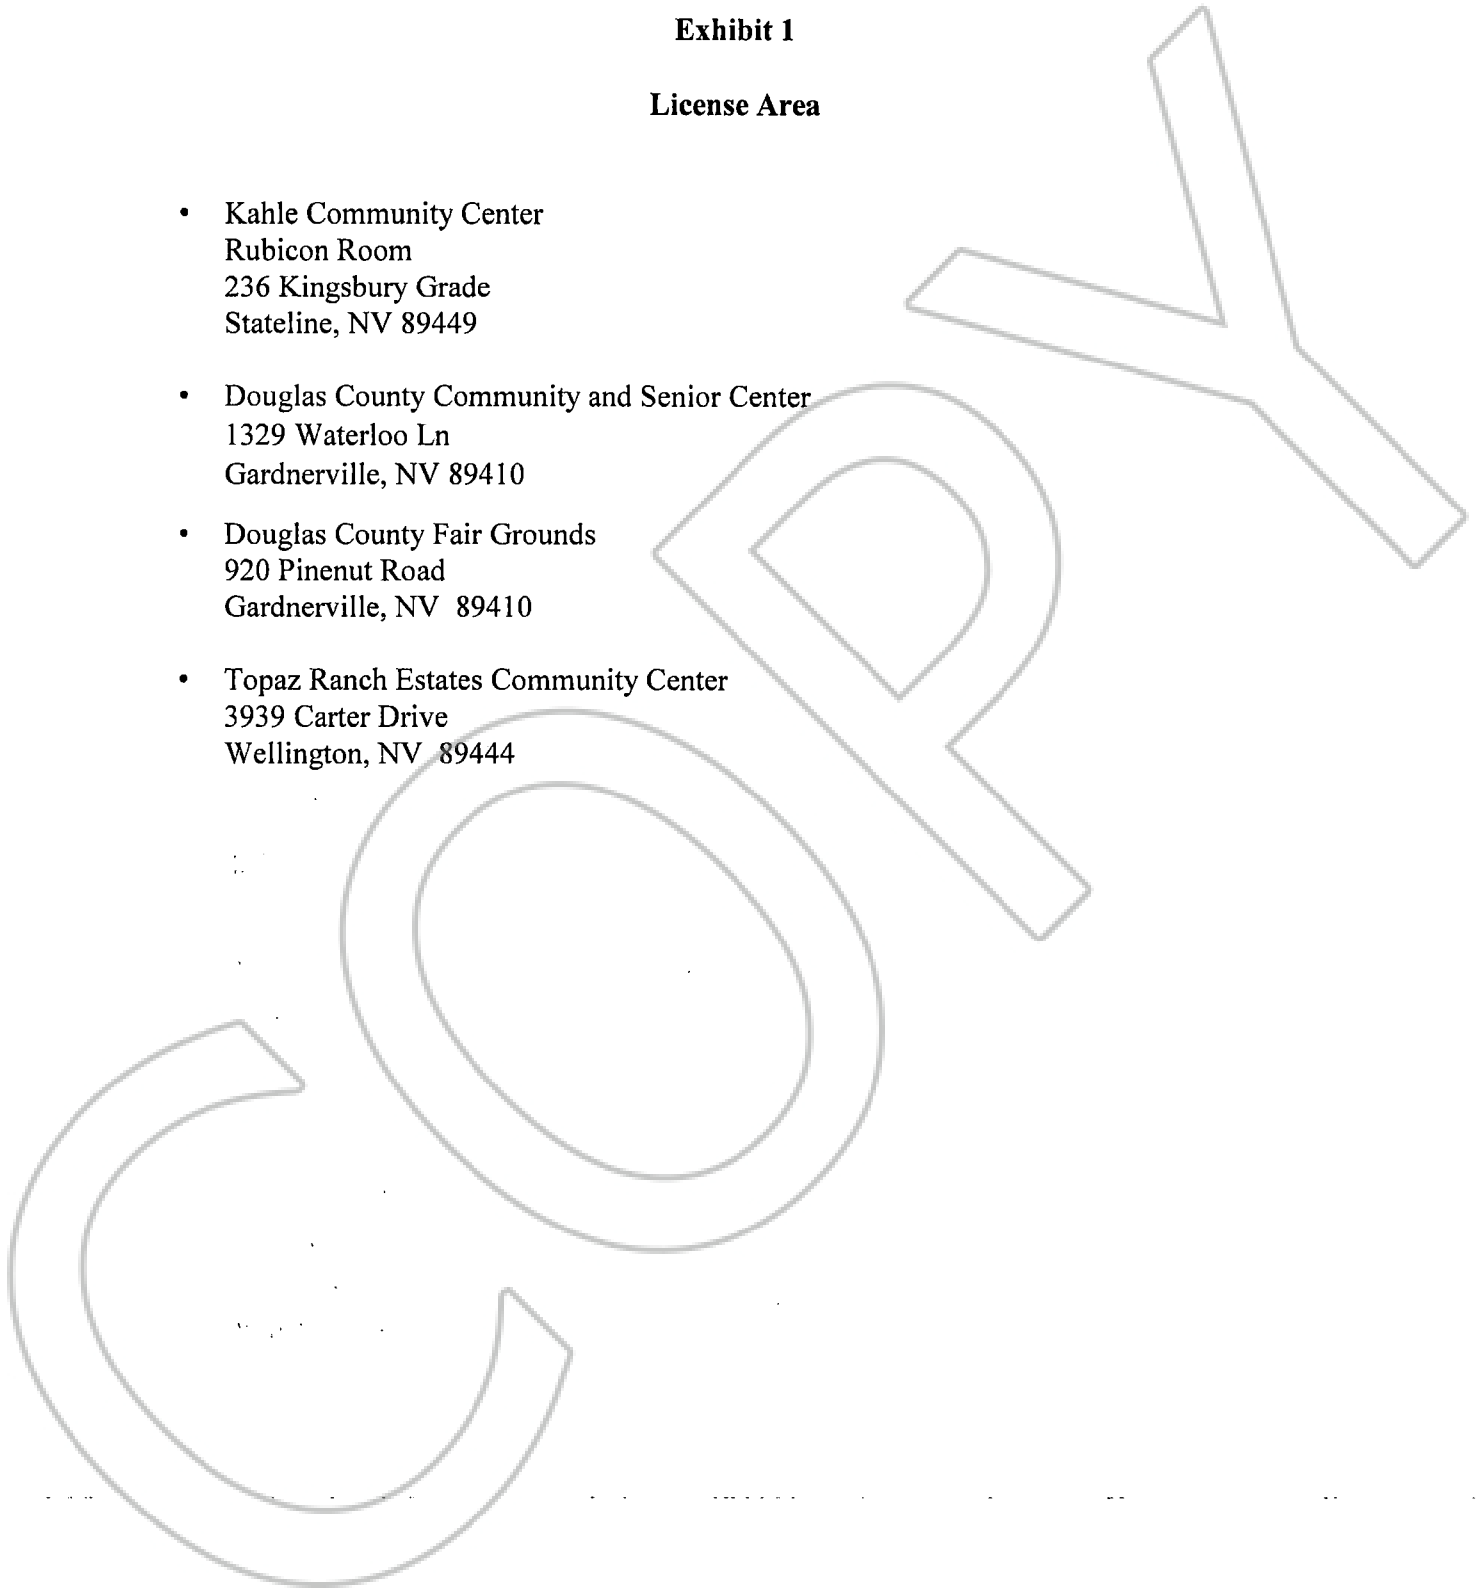 Exhibit 1
License Area
• Kahle Community Center
Rubicon Room
236 Kingsbury Grade
Stateline, NV 89449
• Douglas County Community and Senior Center
1329 Waterloo Ln
Gardnerville, NV 89410
• Douglas County Fair Grounds
920 Pinenut Road
Gardnerville, NV  89410
• Topaz Ranch Estates Community Center
3939 Carter Drive
Wellington, NV  89444
COPY